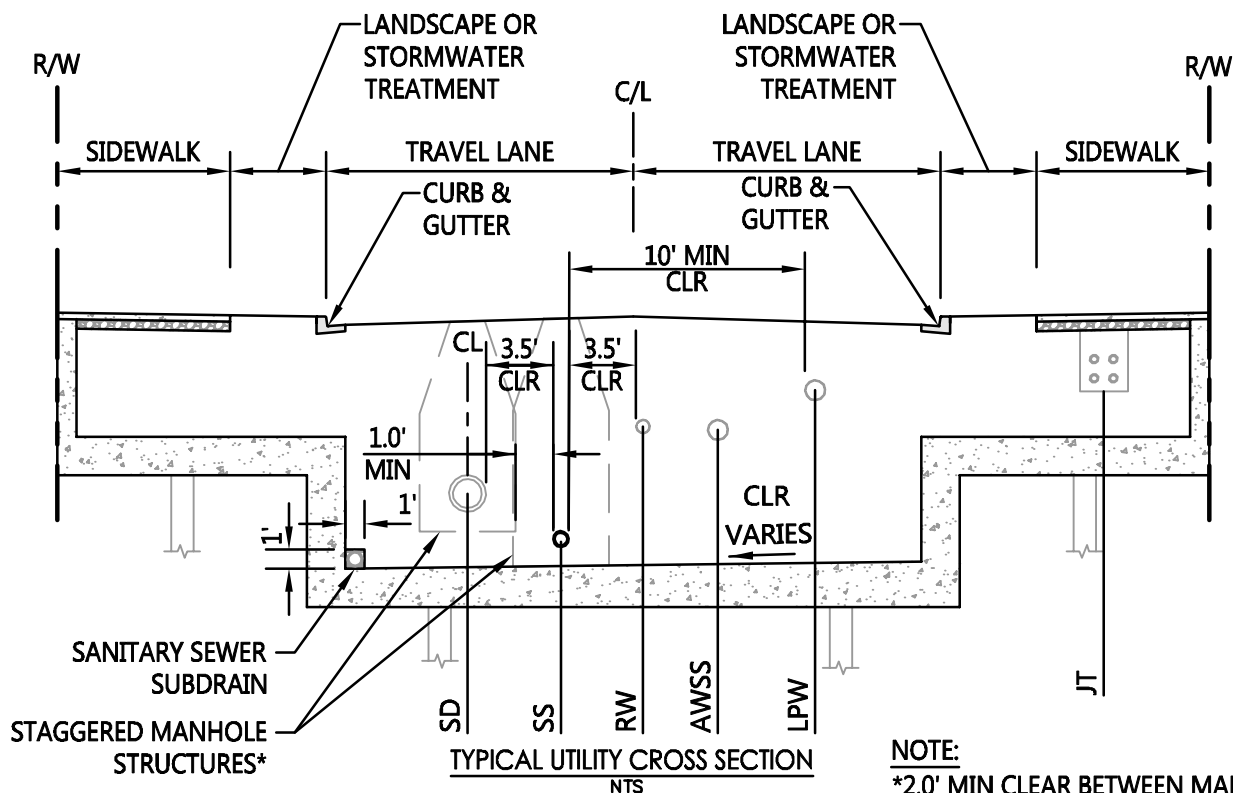 LANDSCAPE OR
STORMWATER
TREATMENT
LANDSCAPE OR
STORMWATER
TREATMENT
R/W
C/L
R/W
SIDEWALK
TRAVEL LANE
TRAVEL LANE
SIDEWALK
CURB &
GUTTER
CURB &
GUTTER
10' MIN
CLR
CL
3.5'
CLR
3.5'
CLR
1.0'
MIN
1'
1'
CLR
VARIES
SANITARY SEWER
SUBDRAIN
STAGGERED MANHOLE
STRUCTURES*
SD
SS
RW
AWSS
LPW
JT
TYPICAL UTILITY CROSS SECTION
NTS
NOTE:
*2.0' MIN CLEAR BETWEEN